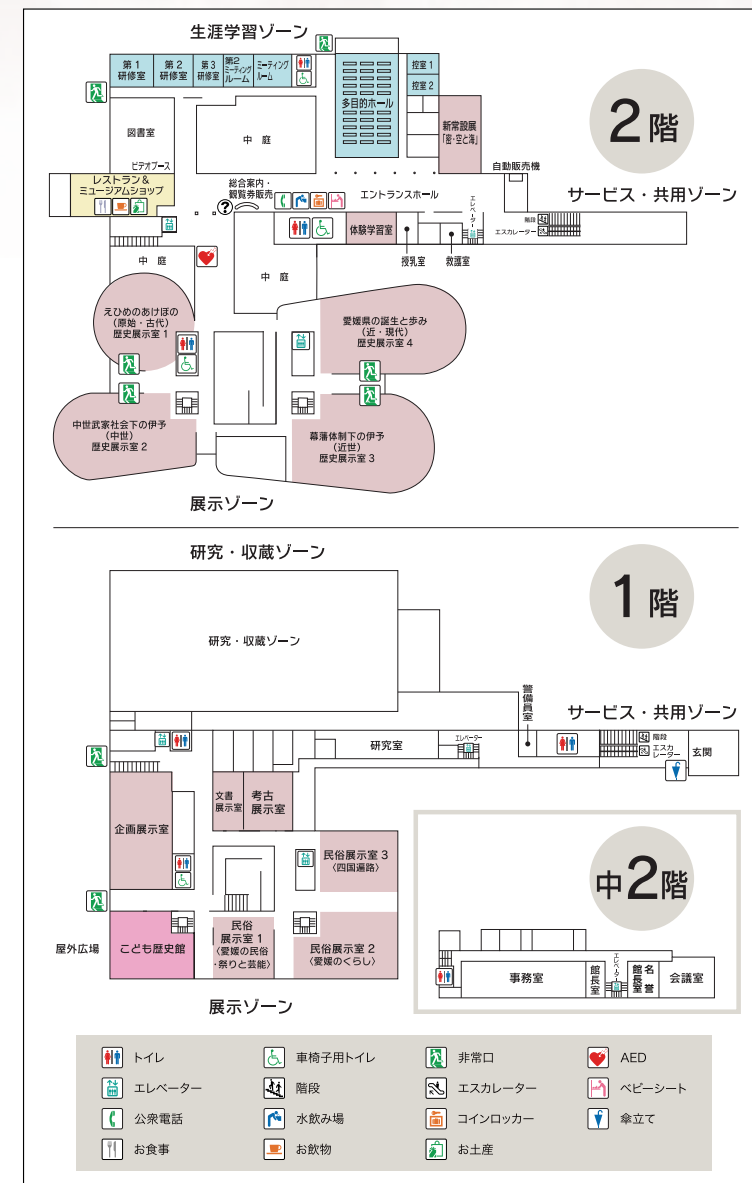 生涯学習ゾーン
第1
研修室
第2
研修室
第3
研修室
第2
ミーティング
ルーム
ミーティング
ルーム
控室1
控室2
多目的ホール
新常設展
「密・空と海」
2階
図書室
中庭
ビデオブース
レストラン&
ミュージアムショップ
総合案内・
観覧券販売
?
エントランスホール
自動販売機
サービス・共用ゾーン
エレベーター
階段
エスカレーター
体験学習室
授乳室
救護室
中庭
中庭
えひめのあけぼの
(原始・古代)
歴史展示室1
愛媛県の誕生と歩み
(近・現代)
歴史展示室4
中世武家社会下の伊予
(中世)
歴史展示室2
幕藩体制下の伊予
(近世)
歴史展示室3
展示ゾーン
研究・収蔵ゾーン
1階
研究・収蔵ゾーン
警備員室
サービス・共用ゾーン
研究室
エレベーター
階段
エスカ
レーター
玄関
企画展示室
文書
展示室
考古
展示室
民俗展示室3
〈四国遍路〉
屋外広場
こども歴史館
民俗
展示室1
〈愛媛の民俗
・祭りと芸能〉
民俗展示室2
〈愛媛のくらし〉
展示ゾーン
中2階
事務室
館長室
エレベーター
名誉
館長室
会議室
トイレ
車椅子用トイレ
非常口
AED
エレベーター
階段
エスカレーター
ベビーシート
公衆電話
水飲み場
コインロッカー
傘立て
お食事
お飲物
お土産